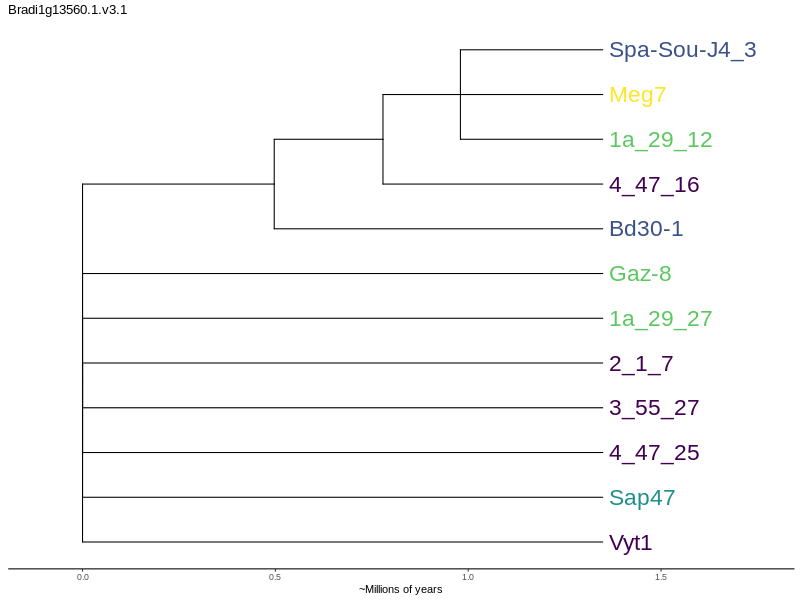 Bradi1g13560.1.v3.1
Spa-Sou-J4_3
Meg7
1a_29_12
4_47_16
Bd30-1
Gaz-8
1a_29_27
2_1_7
3_55_27
4_47_25
Sap47
Vyt1
0.0 0.5 1.0 1.5
~Millions of years